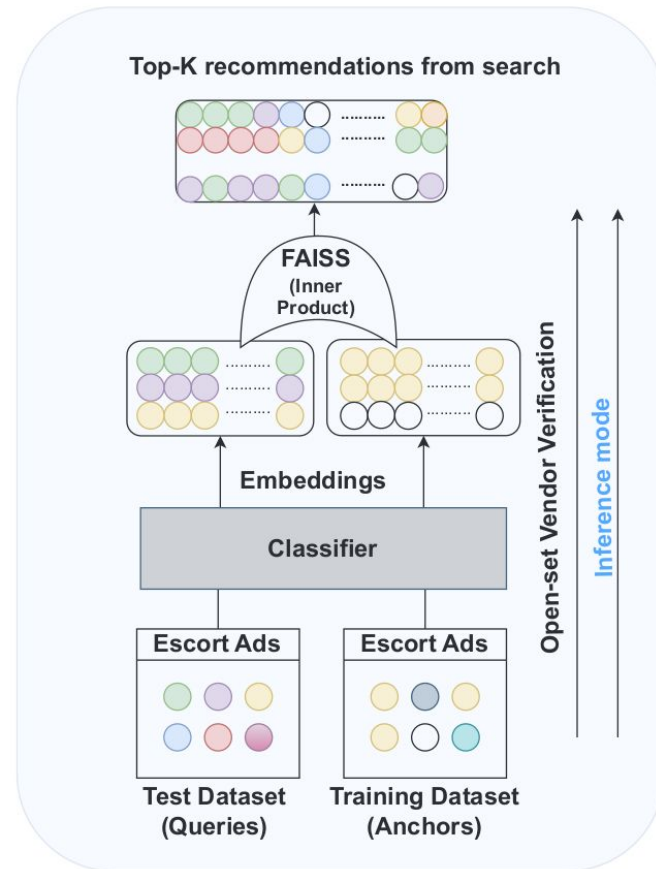 Top-K recommendations from search
FAISS
(Inner
Product)
Embeddings
Classifier
Escort Ads
Escort Ads
Test Dataset
(Queries)
Training Dataset
(Anchors)
Open-set Vendor Verification
Inference mode